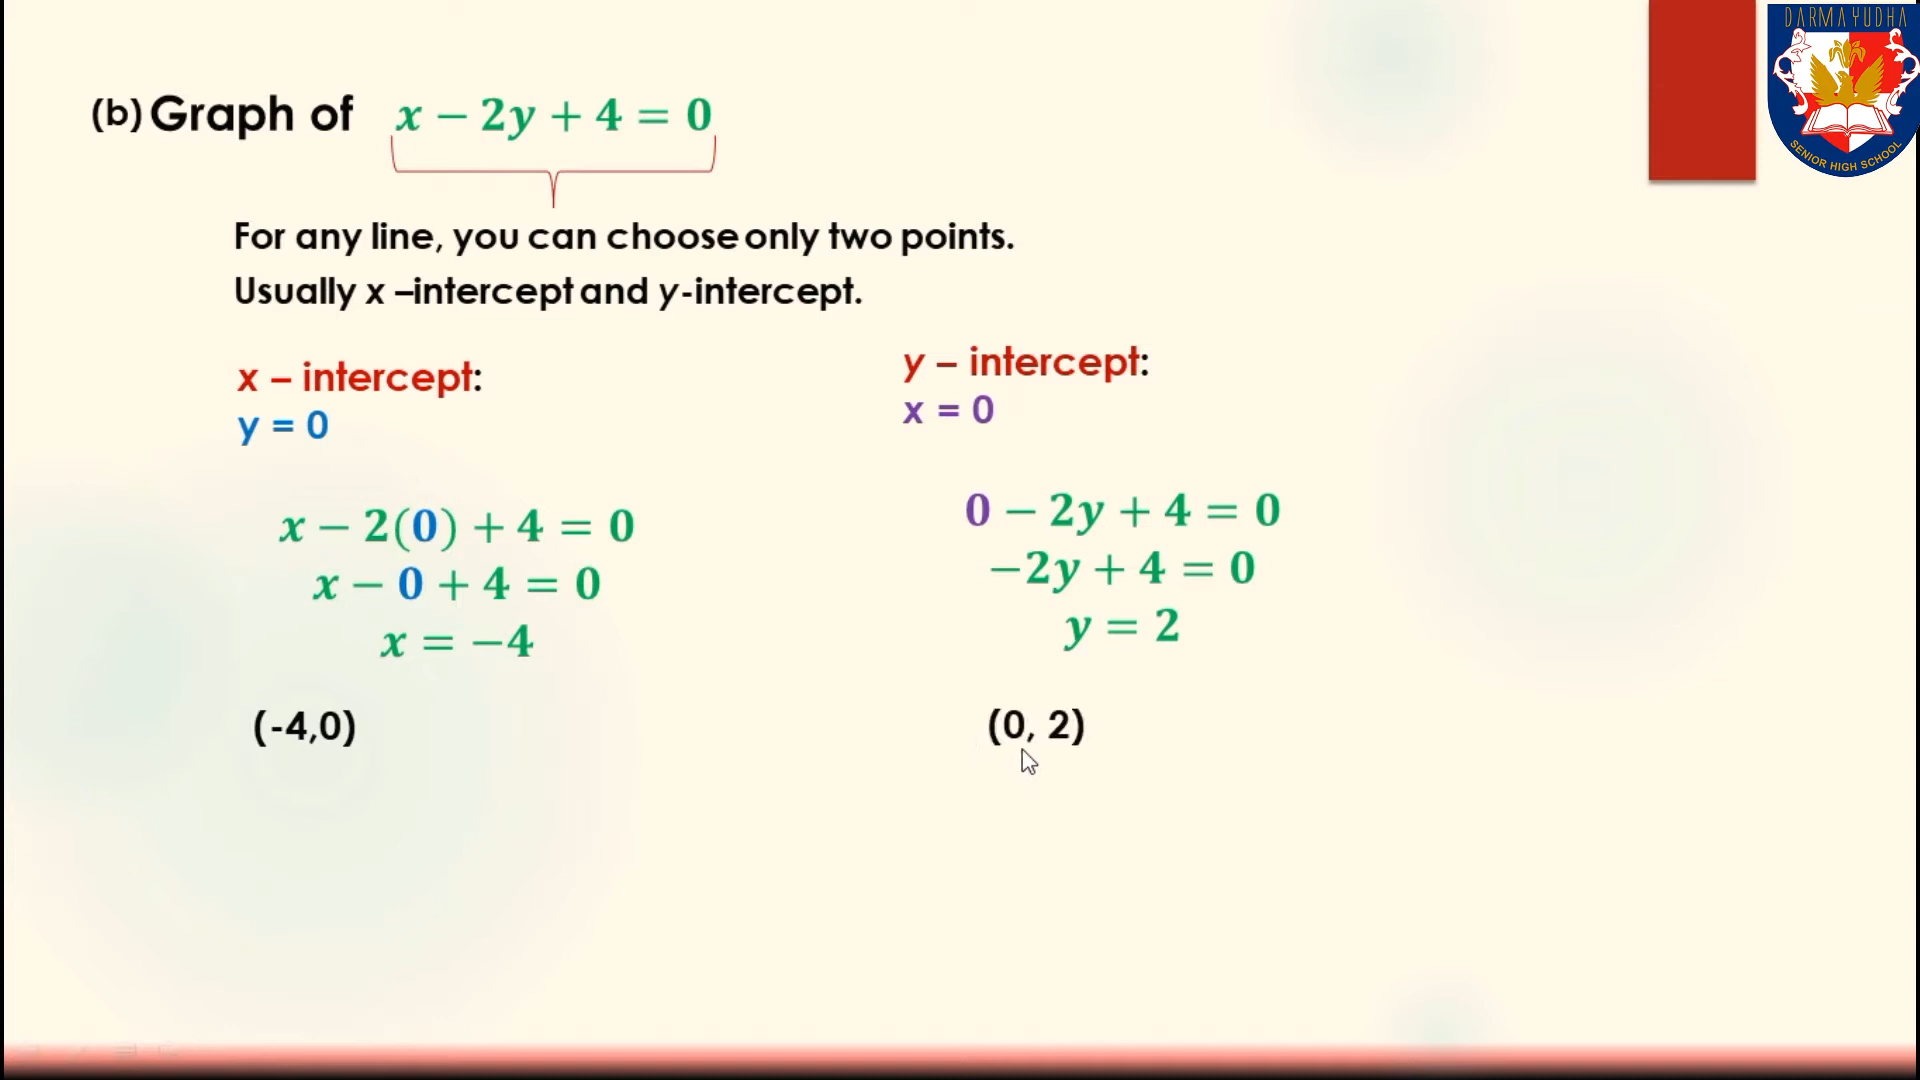 (b) Graph of x − 2y + 4 = 0
For any line, you can choose only two points.
Usually x –intercept and y-intercept.
x – intercept:
y = 0
x − 2(0) + 4 = 0
x − 0 + 4 = 0
x = −4
(-4,0)
y – intercept:
x = 0
0 − 2y + 4 = 0
−2y + 4 = 0
y = 2
(0, 2)
DARMA YUDHA
SENIOR HIGH SCHOOL